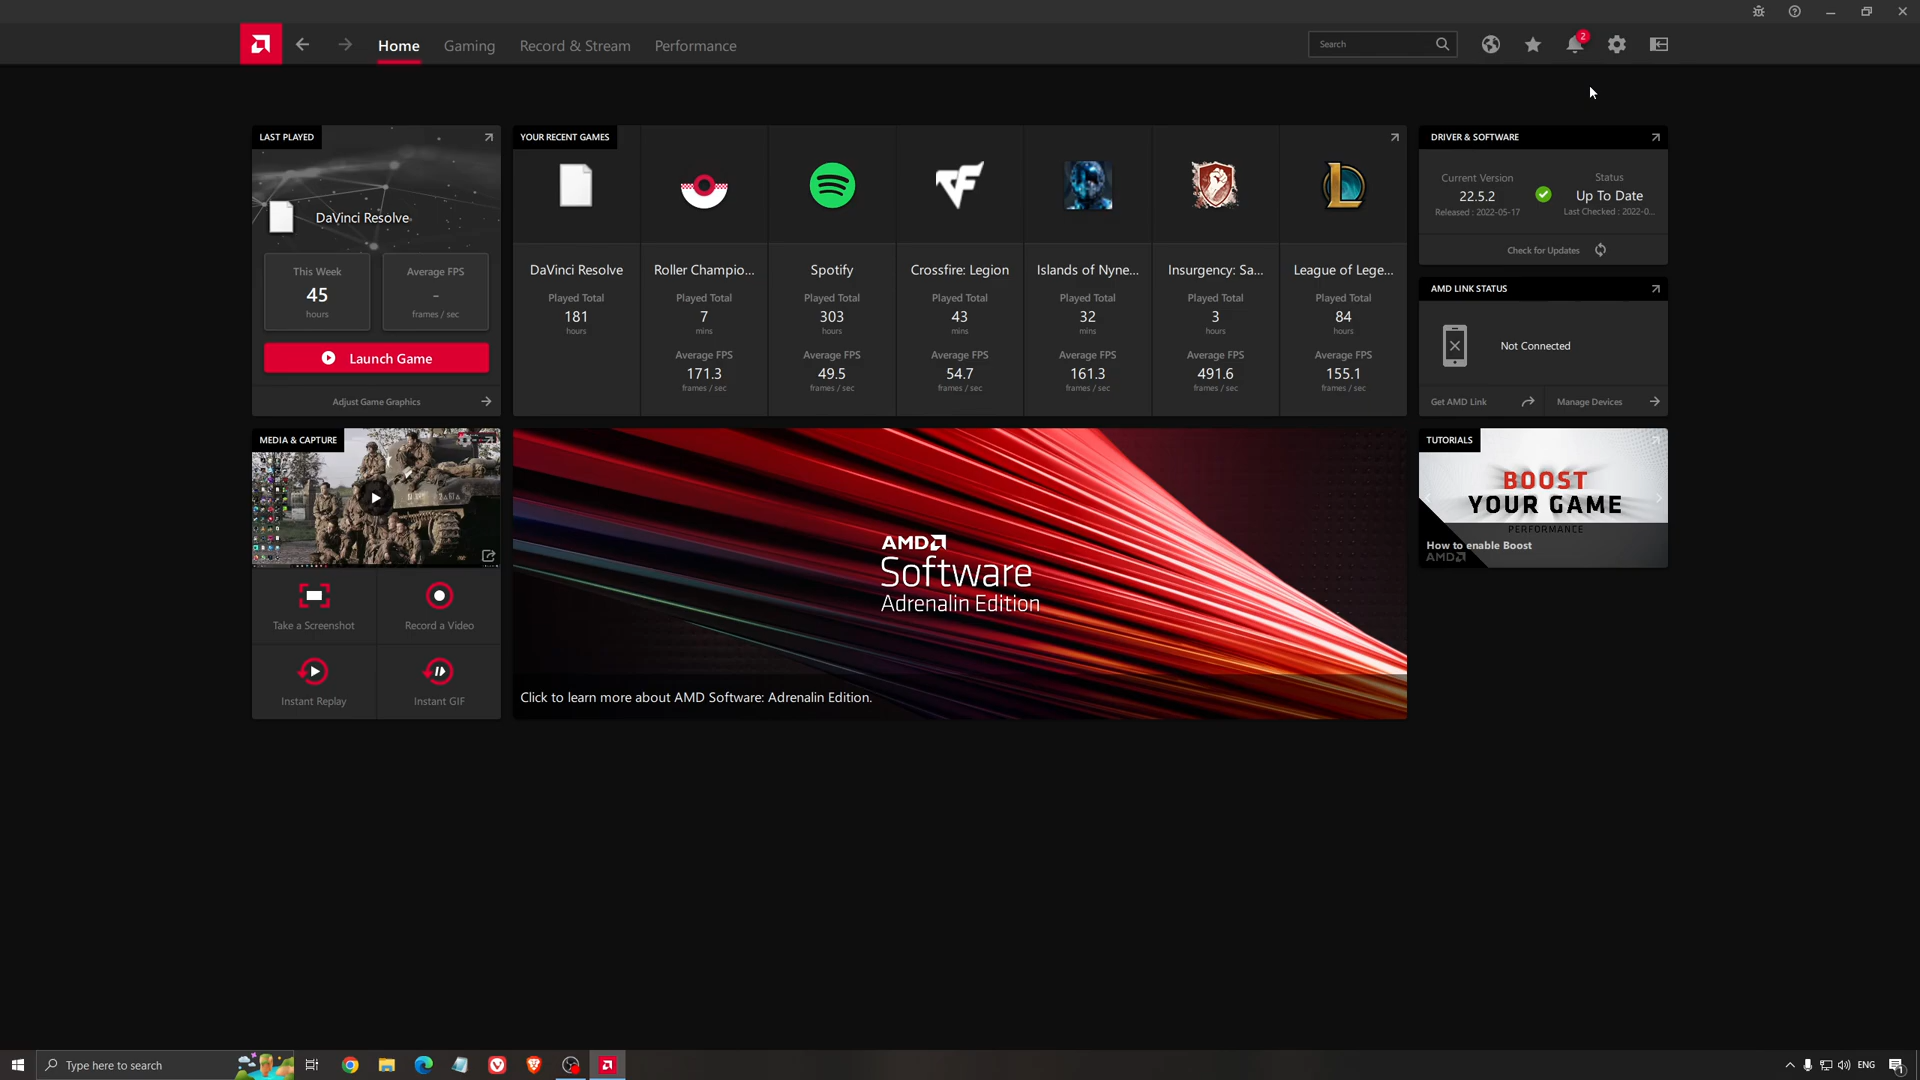 Home
Gaming
Record & Stream
Performance
Search
2
LAST PLAYED
DaVinci Resolve
This Week
45
hours
Average FPS
–
frames / sec
Launch Game
Adjust Game Graphics
YOUR RECENT GAMES
DaVinci Resolve
Played Total
181
hours
Roller Champio...
Played Total
7
mins
Average FPS
171.3
frames / sec
Spotify
Played Total
303
hours
Average FPS
49.5
frames / sec
Crossfire: Legion
Played Total
43
mins
Average FPS
54.7
frames / sec
Islands of Nyne...
Played Total
32
mins
Average FPS
161.3
frames / sec
Insurgency: Sa...
Played Total
3
hours
Average FPS
491.6
frames / sec
League of Lege...
Played Total
84
hours
Average FPS
155.1
frames / sec
DRIVER & SOFTWARE
Current Version
22.5.2
Released : 2022-05-17
Status
Up To Date
Last Checked : 2022-0...
Check for Updates
AMD LINK STATUS
Not Connected
Get AMD Link
Manage Devices
MEDIA & CAPTURE
Take a Screenshot
Record a Video
Instant Replay
Instant GIF
AMD
Software
Adrenalin Edition
Click to learn more about AMD Software: Adrenalin Edition.
TUTORIALS
BOOST
YOUR GAME
PERFORMANCE
How to enable Boost
AMD
Type here to search
ENG
1